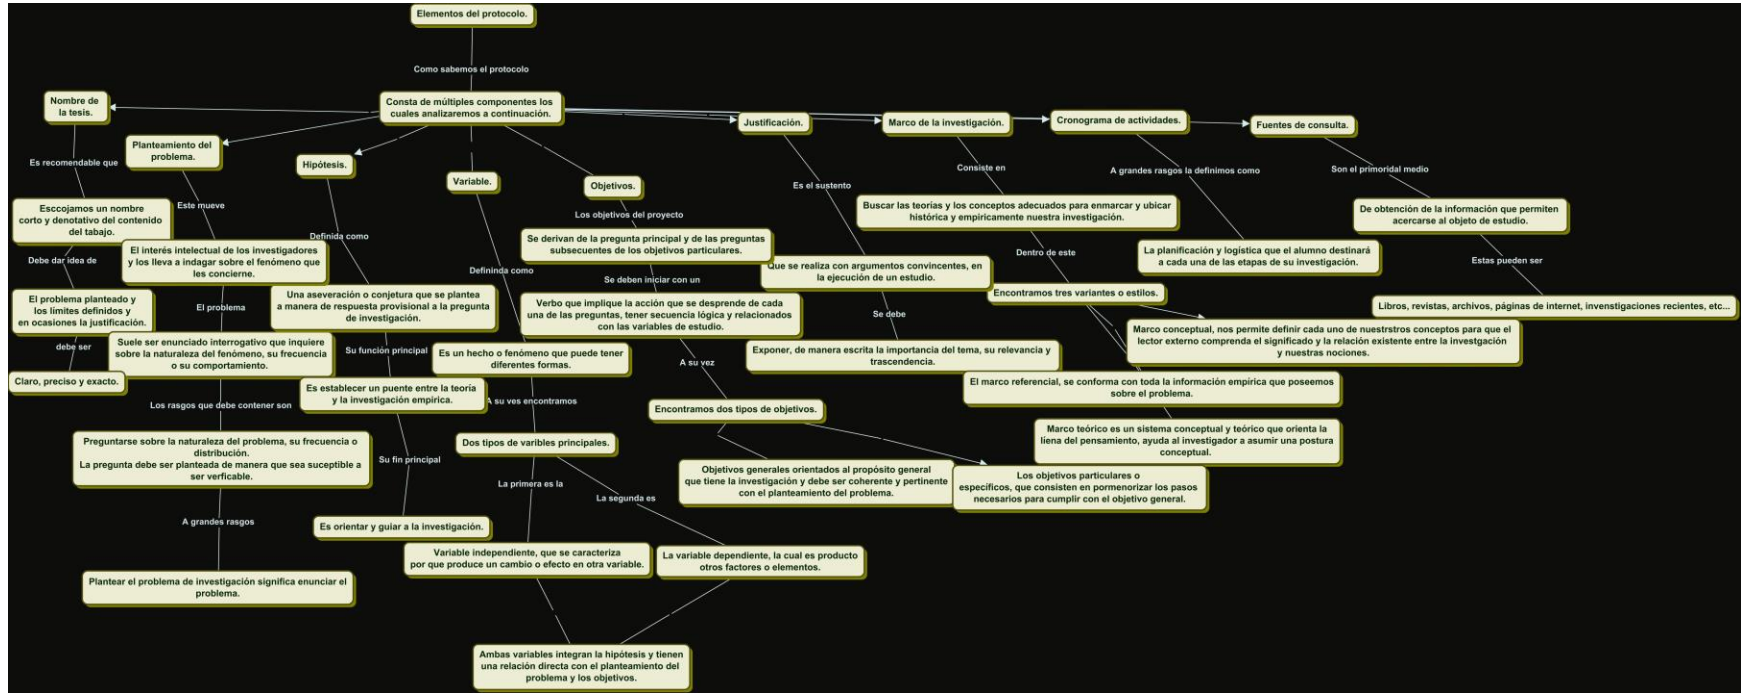 Elementos del protocolo.
Como sabemos el protocolo
Consta de múltiples componentes los
cuales analizaremos a continuación.
Nombre de
la tesis.
Es recomendable que
Esccojamos un nombre
corto y denotativo del contenido
del tabajo.
Debe dar idea de
El problema planteado y
los límites definidos y
en ocasiones la justificación.
debe ser
Claro, preciso y exacto.
Planteamiento del
problema.
Este mueve
El interés intelectual de los investigadores
y los lleva a indagar sobre el fenómeno que
les concierne.
El problema
Suele ser enunciado interrogativo que inquiere
sobre la naturaleza del fenómeno, su frecuencia
o su comportamiento.
Los rasgos que debe contener son
Preguntarse sobre la naturaleza del problema, su frecuencia o
distribución.
La pregunta debe ser planteada de manera que sea suceptible a
ser verficable.
A grandes rasgos
Plantear el problema de investigación significa enunciar el
problema.
Hipótesis.
Definida como
Una aseveración o conjetura que se plantea
a manera de respuesta provisional a la pregunta
de investigación.
Su función principal
Es establecer un puente entre la teoría
y la investigación empírica.
Su fin principal
Es orientar y guiar a la investigación.
Variable.
Defininda como
Es un hecho o fenómeno que puede tener
diferentes formas.
A su ves encontramos
Dos tipos de varibles principales.
La primera es la
Variable independiente, que se caracteriza
por que produce un cambio o efecto en otra variable.
La segunda es
La variable dependiente, la cual es producto
otros factores o elementos.
Ambas variables integran la hipótesis y tienen
una relación directa con el planteamiento del
problema y los objetivos.
Objetivos.
Los objetivos del proyecto
Se derivan de la pregunta principal y de las preguntas
subsecuentes de los objetivos particulares.
Se deben iniciar con un
Verbo que implique la acción que se desprende de cada
una de las preguntas, tener secuencia lógica y relacionados
con las variables de estudio.
A su vez
Encontramos dos tipos de objetivos.
Objetivos generales orientados al propósito general
que tiene la investigación y debe ser coherente y pertinente
con el planteamiento del problema.
Los objetivos particulares o
específicos, que consisten en pormenorizar los pasos
necesarios para cumplir con el objetivo general.
Justificación.
Es el sustento
Que se realiza con argumentos convincentes, en
la ejecución de un estudio.
Se debe
Exponer, de manera escrita la importancia del tema, su relevancia y
trascendencia.
Marco de la investigación.
Consiste en
Buscar las teorías y los conceptos adecuados para enmarcar y ubicar
histórica y empiricamente nuestra investigación.
Dentro de este
Encontramos tres variantes o estilos.
Marco conceptual, nos permite definir cada uno de nuestrstros conceptos para que el
lector externo comprenda el significado y la relación existente entre la investigación
y nuestras nociones.
El marco referencial, se conforma con toda la información empírica que poseemos
sobre el problema.
Marco teórico es un sistema conceptual y teórico que orienta la
liena del pensamiento, ayuda al investigador a asumir una postura
conceptual.
Cronograma de actividades.
A grandes rasgos la definimos como
La planificación y logística que el alumno destinará
a cada una de las etapas de su investigación.
Fuentes de consulta.
Son el primoridal medio
De obtención de la información que permiten
acercarse al objeto de estudio.
Estas pueden ser
Libros, revistas, archivos, páginas de internet, invenstigaciones recientes, etc...